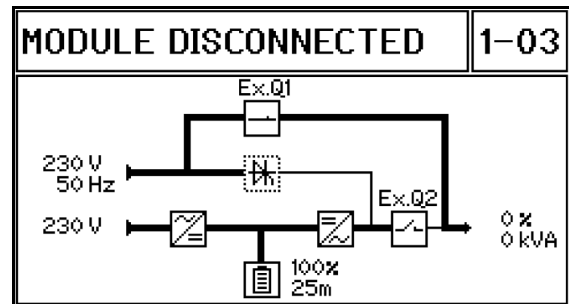 MODULE DISCONNECTED
1-03
Ex.Q1
230 V
50 Hz
Ex.Q2
230 V
0 %
0 kVA
100%
25m